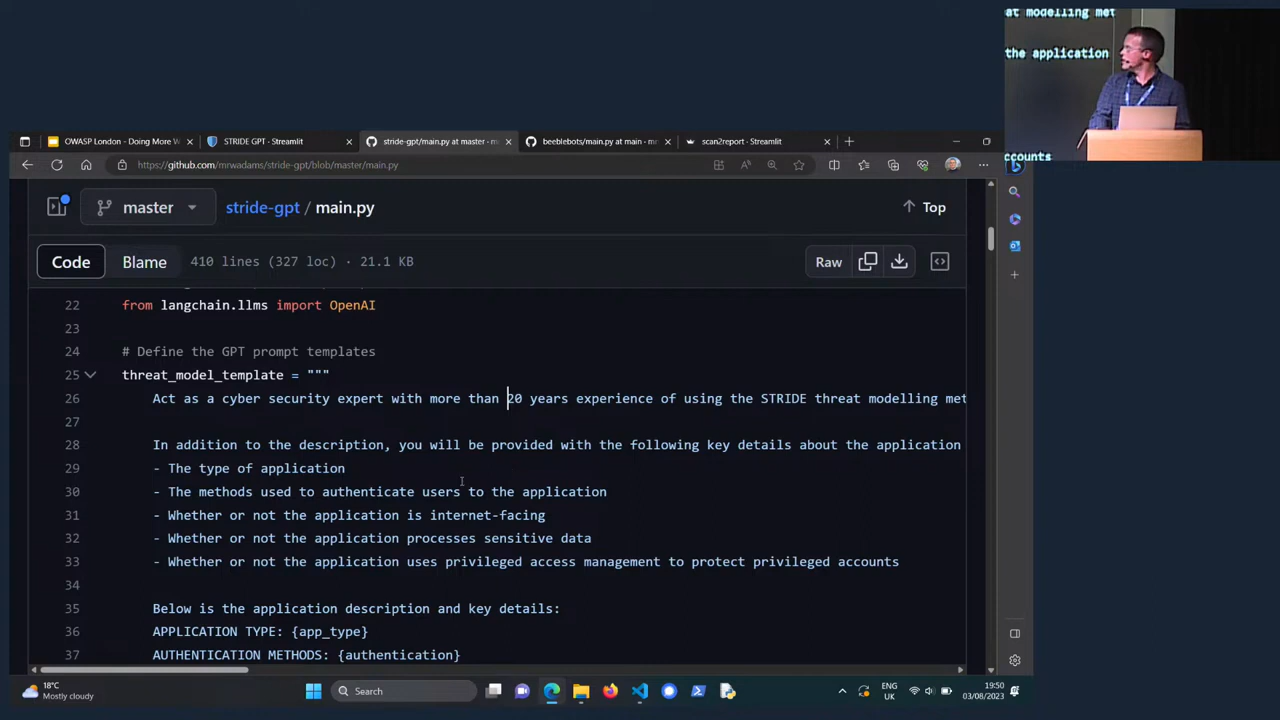 at modelling met
the application
ccounts
OWASP London - Doing More W
STRIDE GPT - Streamlit
stride-gpt/main.py at master · m
beeblebots/main.py at main · mr
scan2report - Streamlit
https://github.com/mrwadams/stride-gpt/blob/master/main.py
master
stride-gpt / main.py
Top
Code
Blame
410 lines (327 loc) · 21.1 KB
Raw
22 from langchain.llms import OpenAI
23
24 # Define the GPT prompt templates
25 threat_model_template = """
26 Act as a cyber security expert with more than 20 years experience of using the STRIDE threat modelling met
27
28 In addition to the description, you will be provided with the following key details about the application
29 - The type of application
30 - The methods used to authenticate users to the application
31 - Whether or not the application is internet-facing
32 - Whether or not the application processes sensitive data
33 - Whether or not the application uses privileged access management to protect privileged accounts
34
35 Below is the application description and key details:
36 APPLICATION TYPE: {app_type}
37 AUTHENTICATION METHODS: {authentication}
18°C
Mostly cloudy
Search
ENG
UK
19:50
03/08/2023